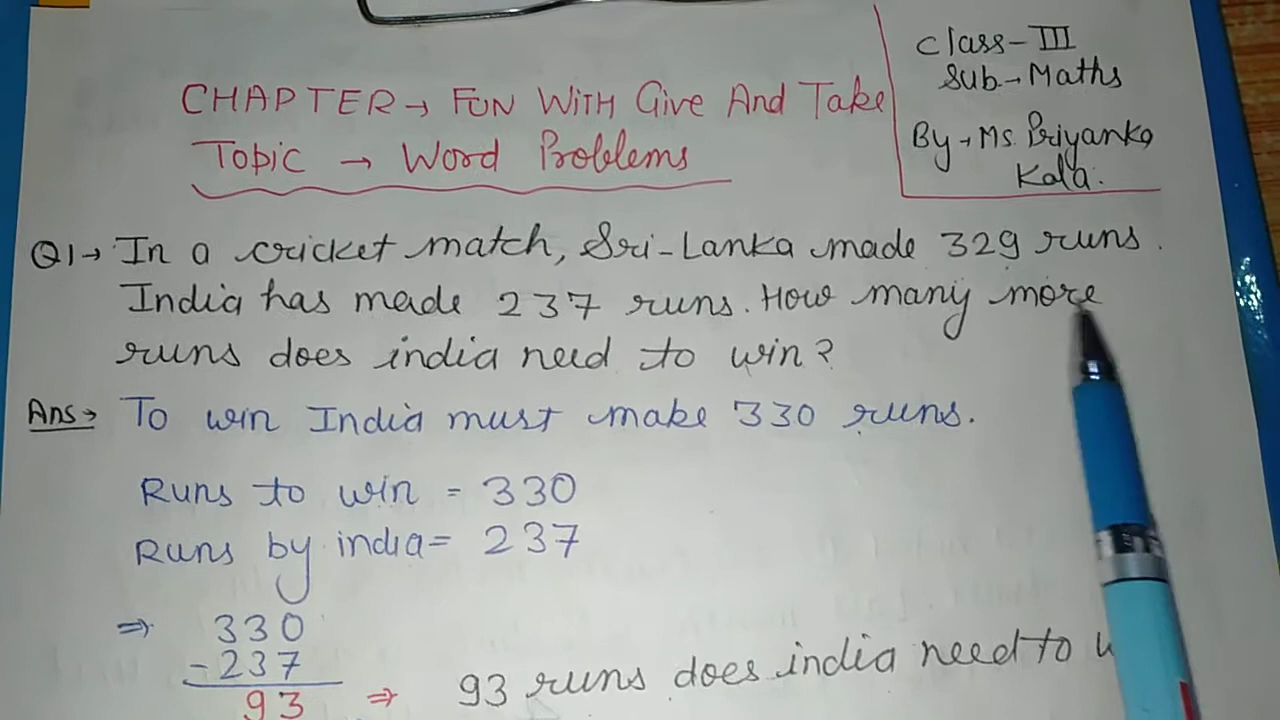 CHAPTER → FUN WITH Give And Take
Topic → Word Problems
Class - III
Sub → Maths
By → Ms. Priyanka
Kala.
Q1 → In a cricket match, Sri-Lanka made 329 runs.
India has made 237 runs. How many more
runs does india need to win?
Ans → To win India must make 330 runs.
Runs to win = 330
Runs by india = 237
⇒ 330
- 237
93 ⇒ 93 runs does india need to